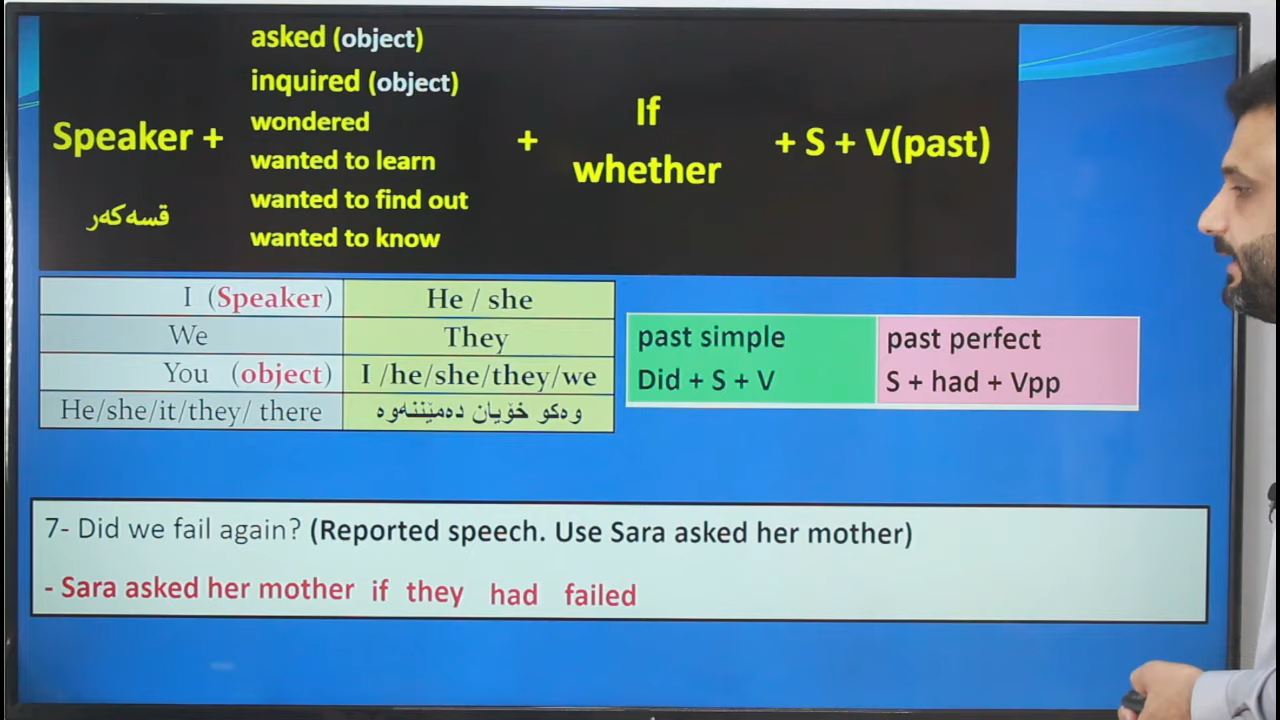 asked (object)
inquired (object)
wondered
wanted to learn
wanted to find out
wanted to know
Speaker +
قسەکەر
+
If
whether
+ S + V(past)
I (Speaker) He / she
We They
You (object) I /he/she/they/we
He/she/it/they/ there وەکو خۆیان دەمێننەوە
past simple past perfect
Did + S + V S + had + Vpp
7- Did we fail again? (Reported speech. Use Sara asked her mother)
- Sara asked her mother if they had failed